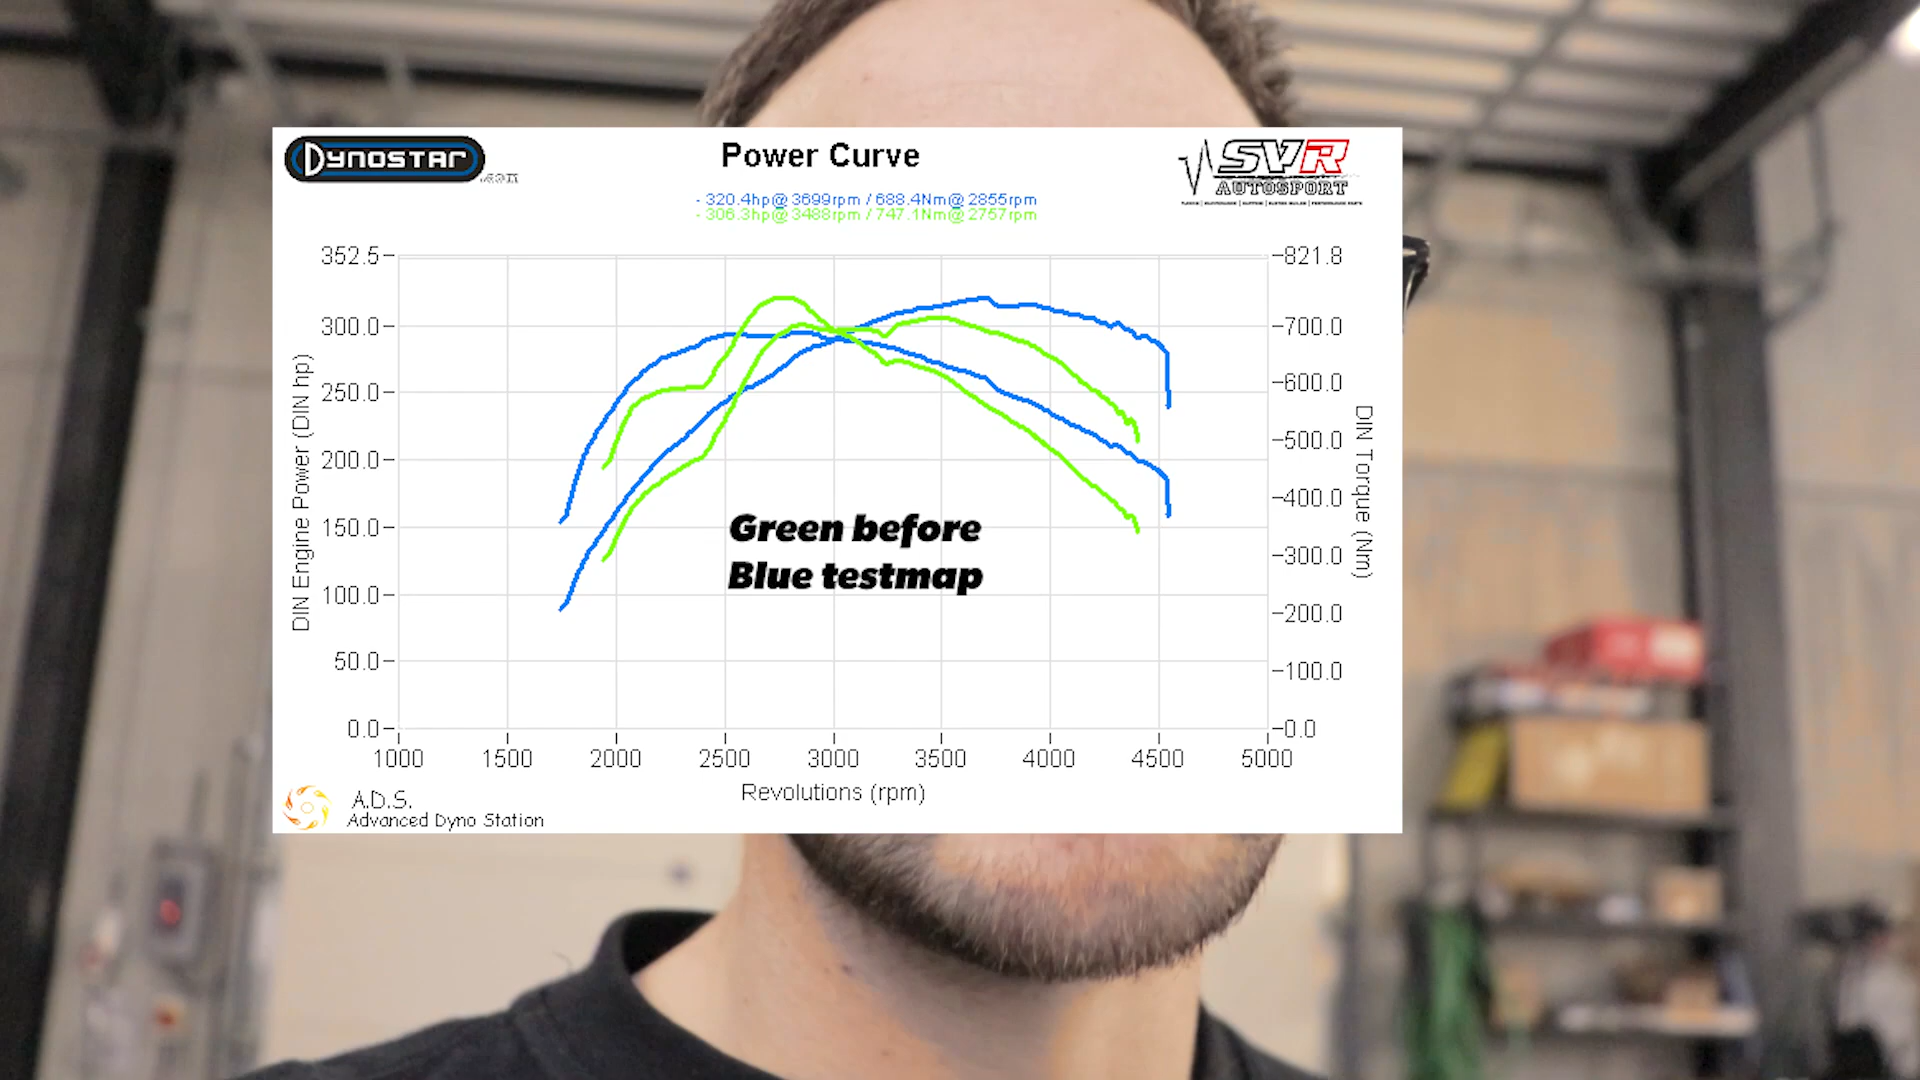 DYNOSTAR
.com
Power Curve
SVR
AUTOSPORT
- 320.4hp@ 3699rpm / 688.4Nm@ 2855rpm
- 306.3hp@ 3488rpm / 747.1Nm@ 2757rpm
352.5
300.0
250.0
200.0
150.0
100.0
50.0
0.0
DIN Engine Power (DIN hp)
821.8
700.0
600.0
500.0
400.0
300.0
200.0
100.0
0.0
DIN Torque (Nm)
Green before
Blue testmap
1000 1500 2000 2500 3000 3500 4000 4500 5000
Revolutions (rpm)
A.D.S.
Advanced Dyno Station